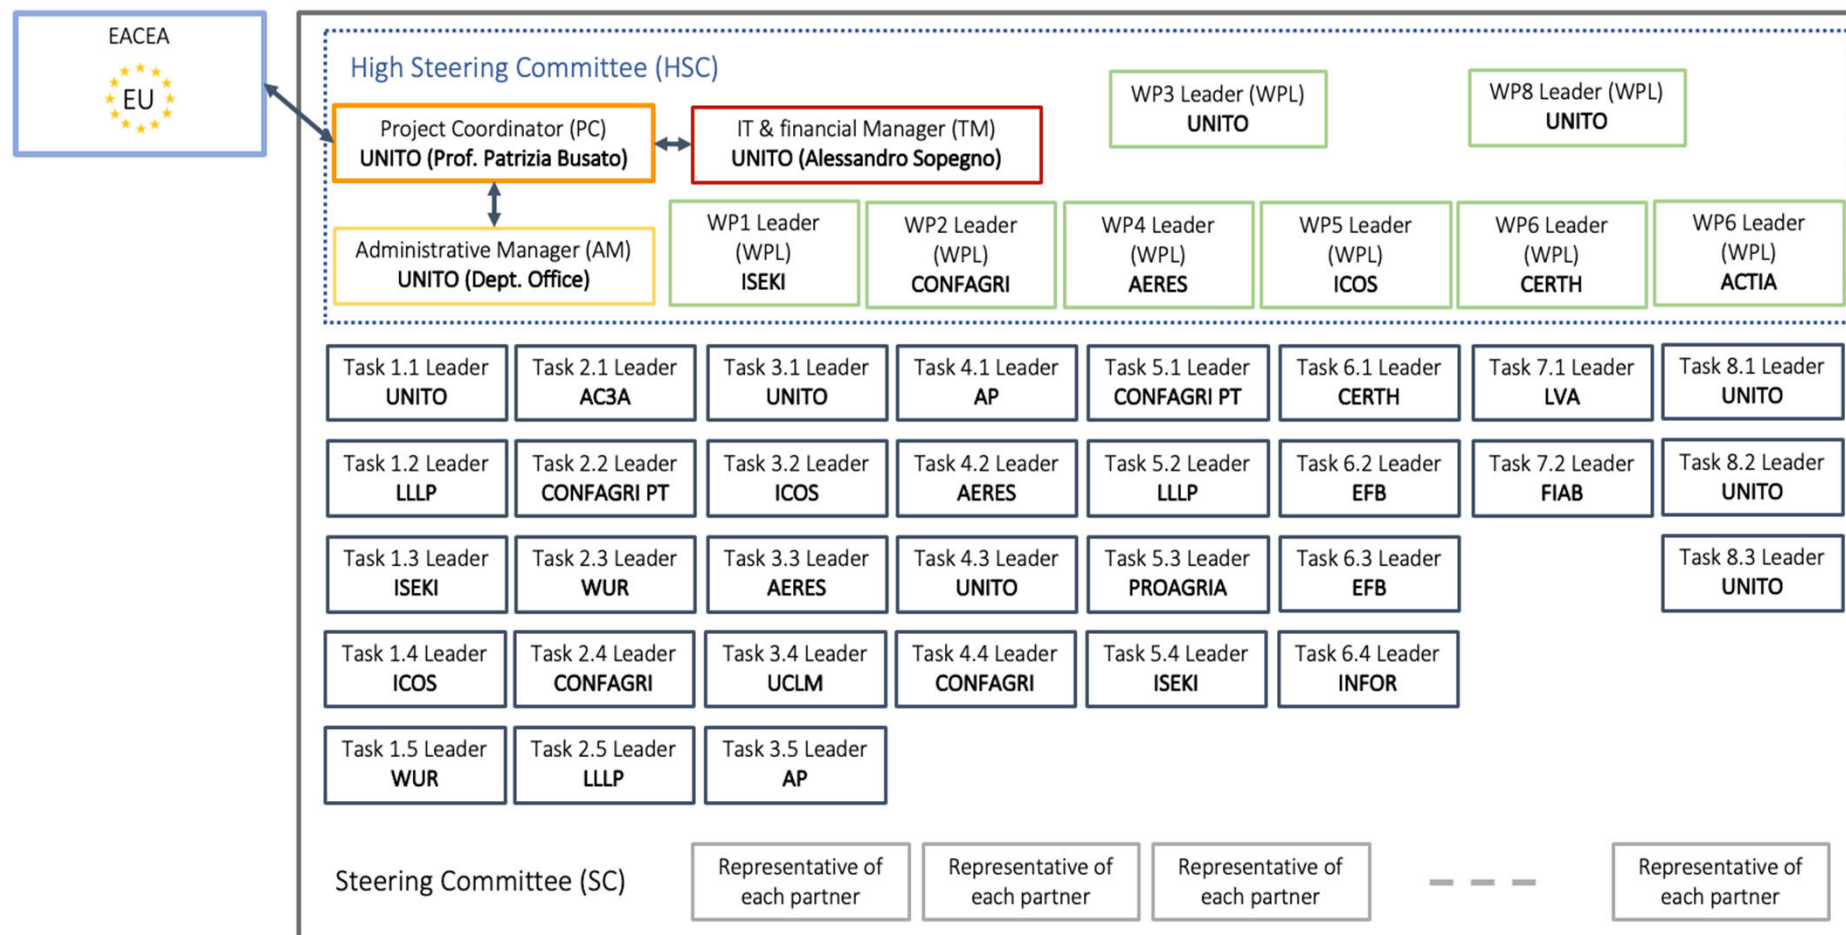 EACEA
EU
High Steering Committee (HSC)
Project Coordinator (PC)
UNITO (Prof. Patrizia Busato)
IT & financial Manager (TM)
UNITO (Alessandro Sopegno)
WP3 Leader (WPL)
UNITO
WP8 Leader (WPL)
UNITO
Administrative Manager (AM)
UNITO (Dept. Office)
WP1 Leader
(WPL)
ISEKI
WP2 Leader
(WPL)
CONFAGRI
WP4 Leader
(WPL)
AERES
WP5 Leader
(WPL)
ICOS
WP6 Leader
(WPL)
CERTH
WP6 Leader
(WPL)
ACTIA
Task 1.1 Leader
UNITO
Task 2.1 Leader
AC3A
Task 3.1 Leader
UNITO
Task 4.1 Leader
AP
Task 5.1 Leader
CONFAGRI PT
Task 6.1 Leader
CERTH
Task 7.1 Leader
LVA
Task 8.1 Leader
UNITO
Task 1.2 Leader
LLLP
Task 2.2 Leader
CONFAGRI PT
Task 3.2 Leader
ICOS
Task 4.2 Leader
AERES
Task 5.2 Leader
LLLP
Task 6.2 Leader
EFB
Task 7.2 Leader
FIAB
Task 8.2 Leader
UNITO
Task 1.3 Leader
ISEKI
Task 2.3 Leader
WUR
Task 3.3 Leader
AERES
Task 4.3 Leader
UNITO
Task 5.3 Leader
PROAGRIA
Task 6.3 Leader
EFB
Task 8.3 Leader
UNITO
Task 1.4 Leader
ICOS
Task 2.4 Leader
CONFAGRI
Task 3.4 Leader
UCLM
Task 4.4 Leader
CONFAGRI
Task 5.4 Leader
ISEKI
Task 6.4 Leader
INFOR
Task 1.5 Leader
WUR
Task 2.5 Leader
LLLP
Task 3.5 Leader
AP
Steering Committee (SC)
Representative of
each partner
Representative of
each partner
Representative of
each partner
Representative of
each partner